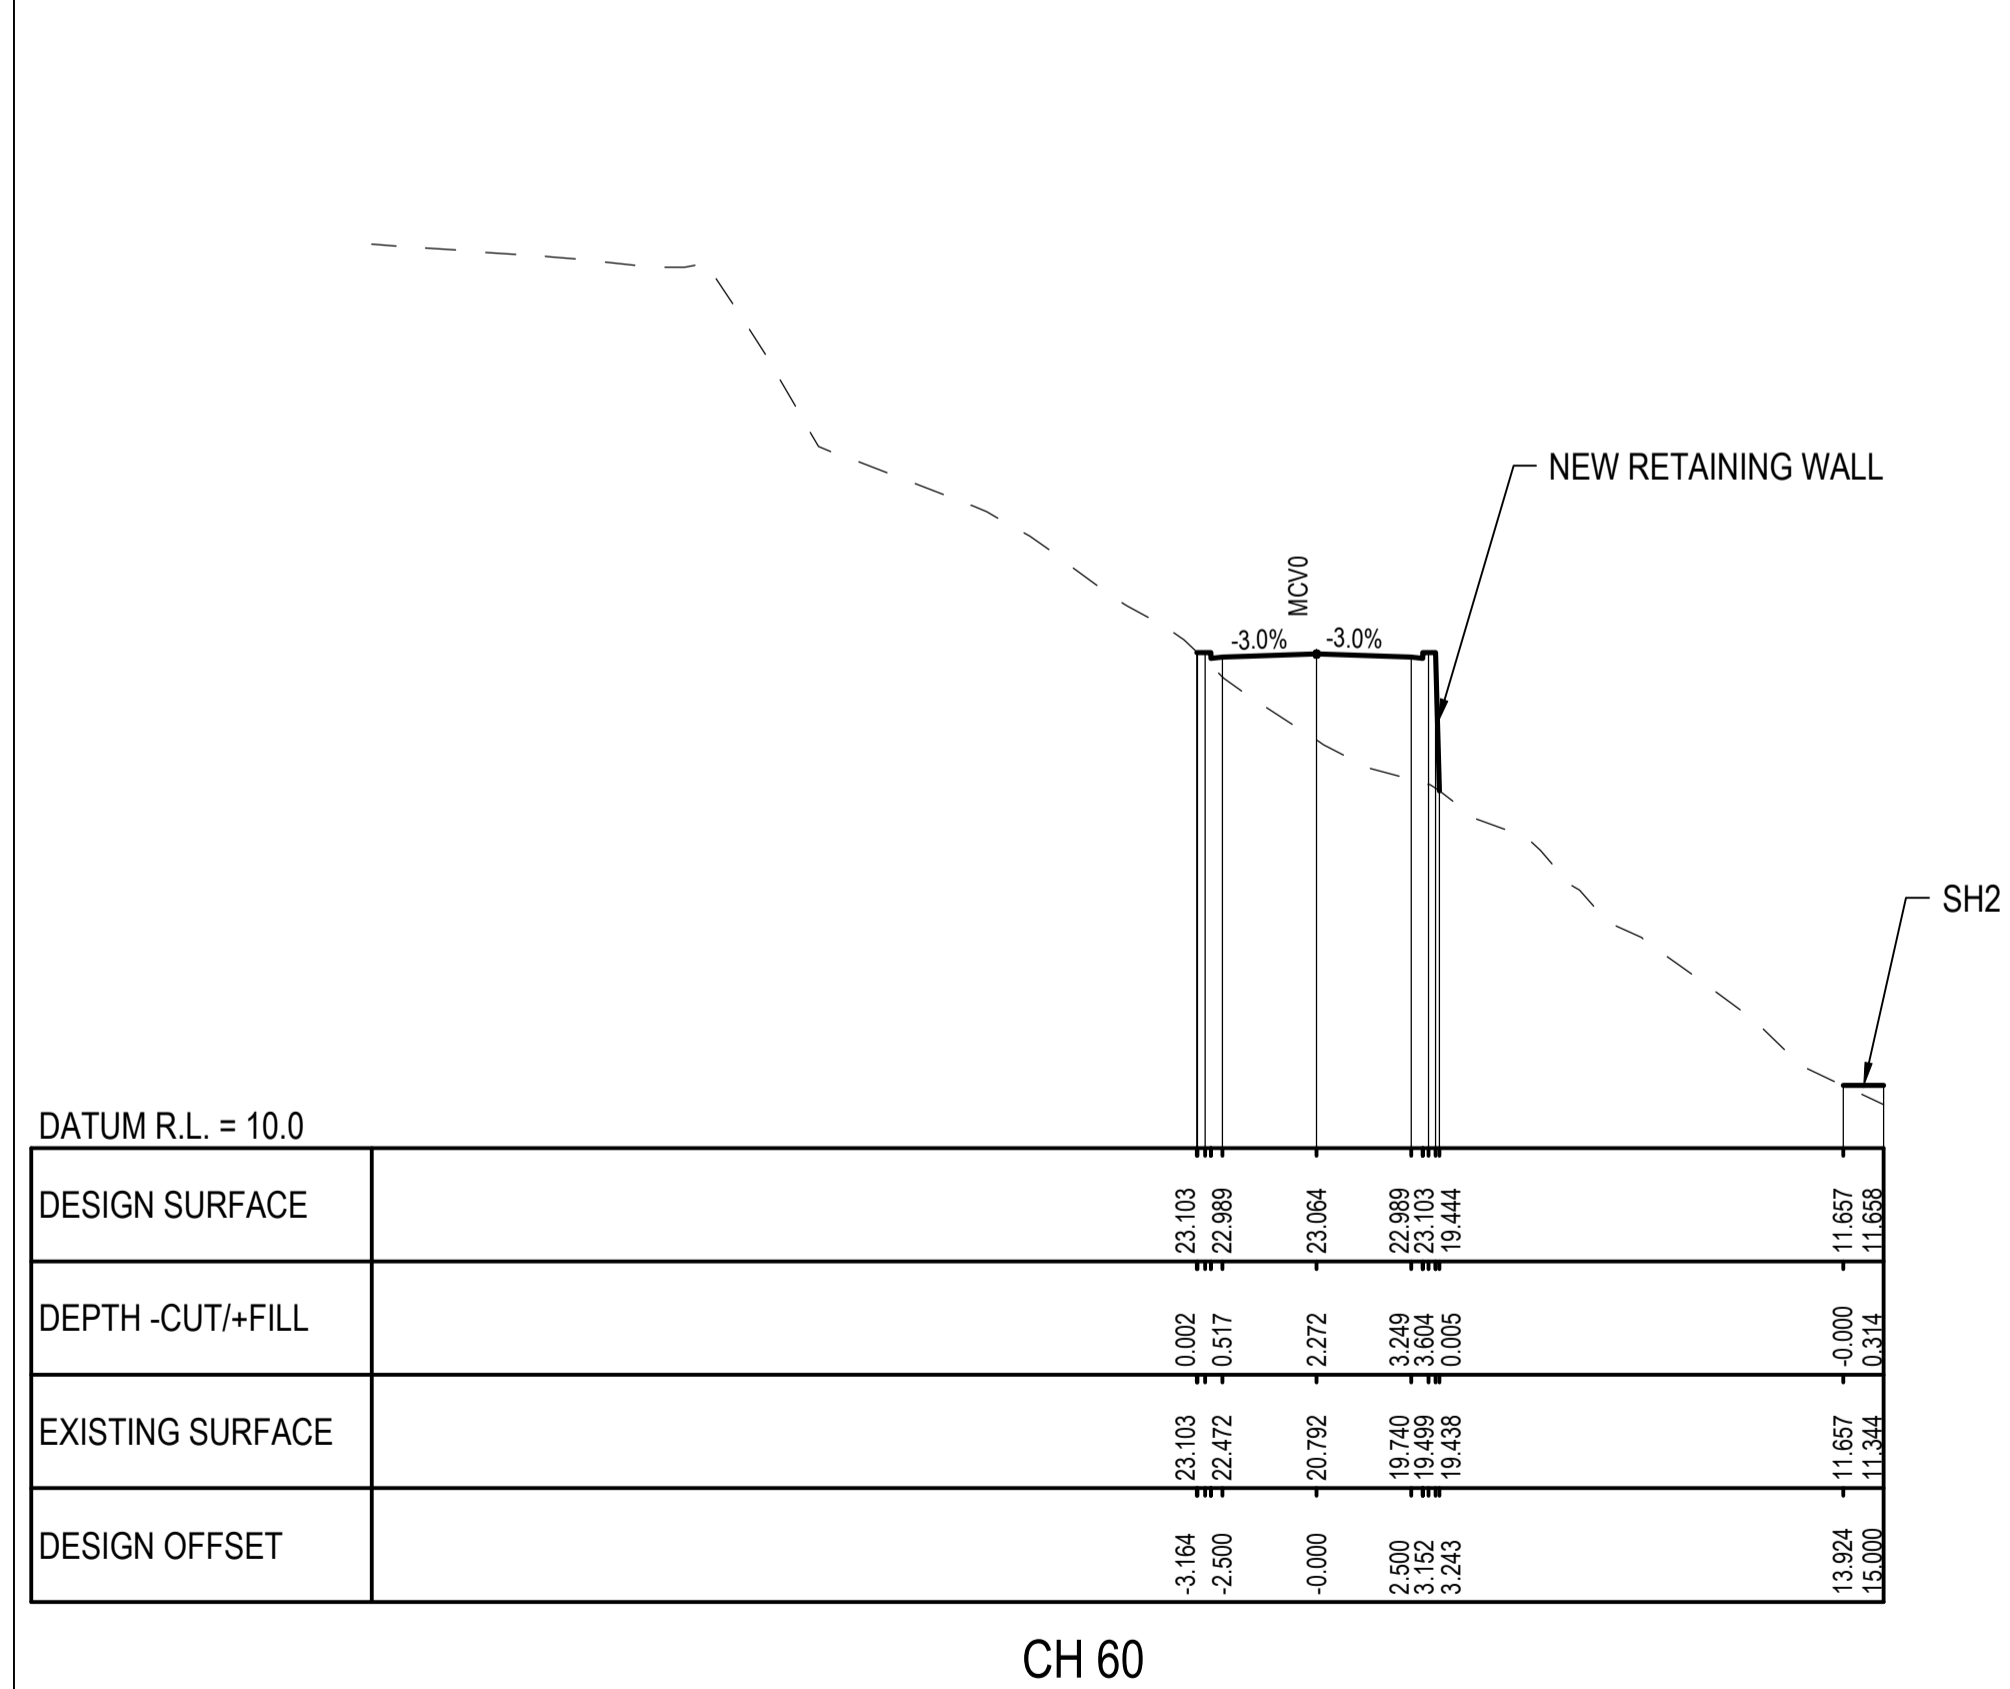 NEW RETAINING WALL
MCV0
-3.0% -3.0%
SH2
DATUM R.L. = 10.0
DESIGN SURFACE 23.103 22.989 23.064 22.989 23.103 19.444 11.657 11.658
DEPTH -CUT/+FILL 0.002 0.517 2.272 3.249 3.604 0.005 -0.000 0.314
EXISTING SURFACE 23.103 22.472 20.792 19.740 19.499 19.438 11.657 11.344
DESIGN OFFSET -3.164 -2.500 -0.000 2.500 3.152 3.243 13.924 15.000
CH 60